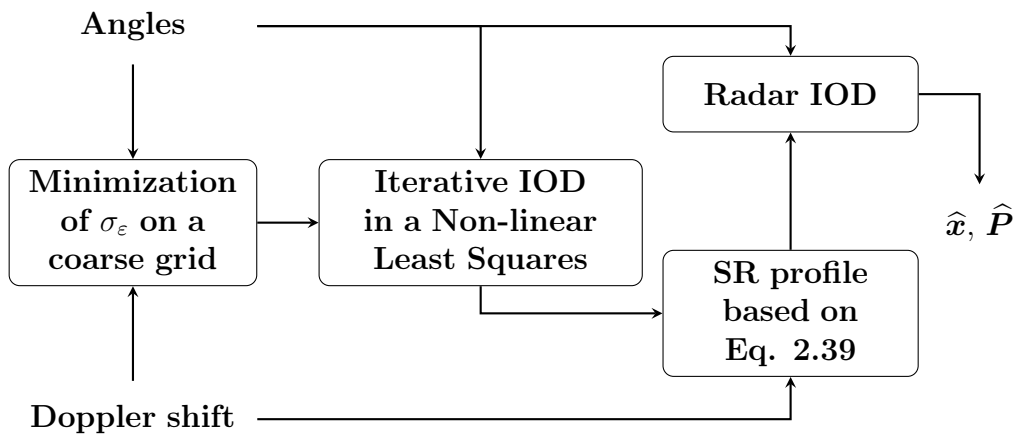 Angles
Radar IOD
Minimization
of σ_ε on a
coarse grid
Iterative IOD
in a Non-linear
Least Squares
x̂, P̂
SR profile
based on
Eq. 2.39
Doppler shift